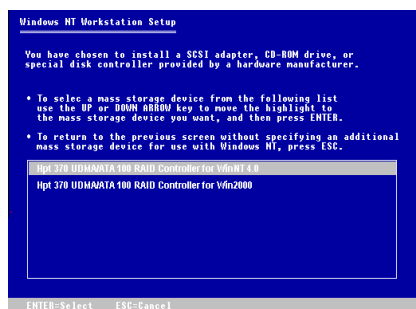 Windows NT Workstation Setup
You have chosen to install a SCSI adapter, CD-ROM drive, or
special disk controller provided by a hardware manufacturer.
• To selec a mass storage device from the following list
use the UP or DOWN ARROW key to move the highlight to
the mass storage device you want, and then press ENTER.
• To return to the previous screen without specifying an additional
mass storage device for use with Windows NT, press ESC.
Hpt 370 UDMA/ATA 100 RAID Controller for WinNT 4.0
Hpt 370 UDMA/ATA 100 RAID Controller for Win2000
ENTER=Select ESC=Cancel